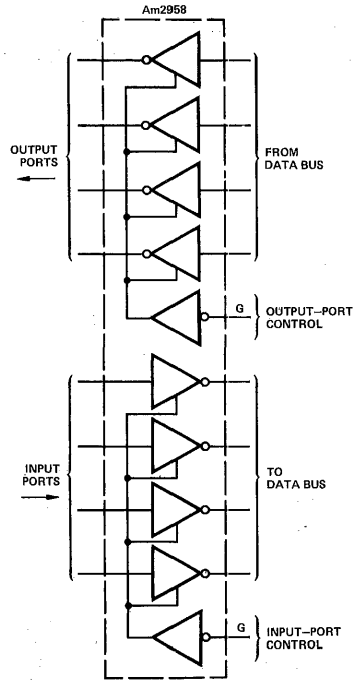 Am2958
OUTPUT
PORTS
FROM
DATA BUS
G
OUTPUT–PORT
CONTROL
INPUT
PORTS
TO
DATA BUS
G
INPUT–PORT
CONTROL